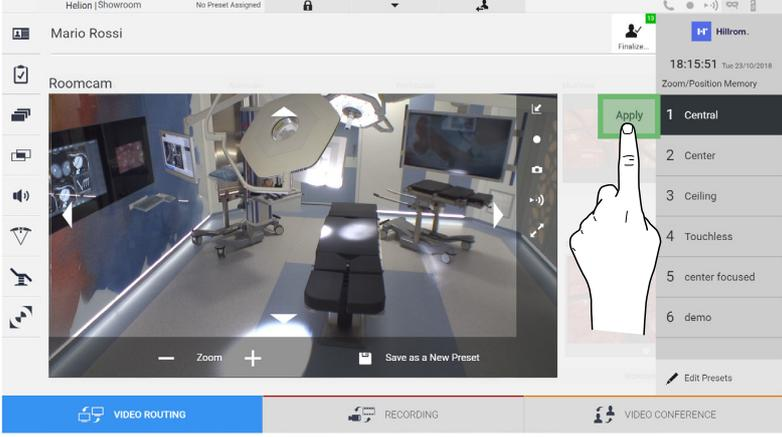 Helion | Showroom
No Preset Assigned
Mario Rossi
19
Finalize...
Hillrom.
18:15:51 Tue 23/10/2018
Roomcam
Zoom/Position Memory
Apply
1 Central
2 Center
3 Ceiling
4 Touchless
5 center focused
6 demo
Zoom
Save as a New Preset
Edit Presets
VIDEO ROUTING
RECORDING
VIDEO CONFERENCE